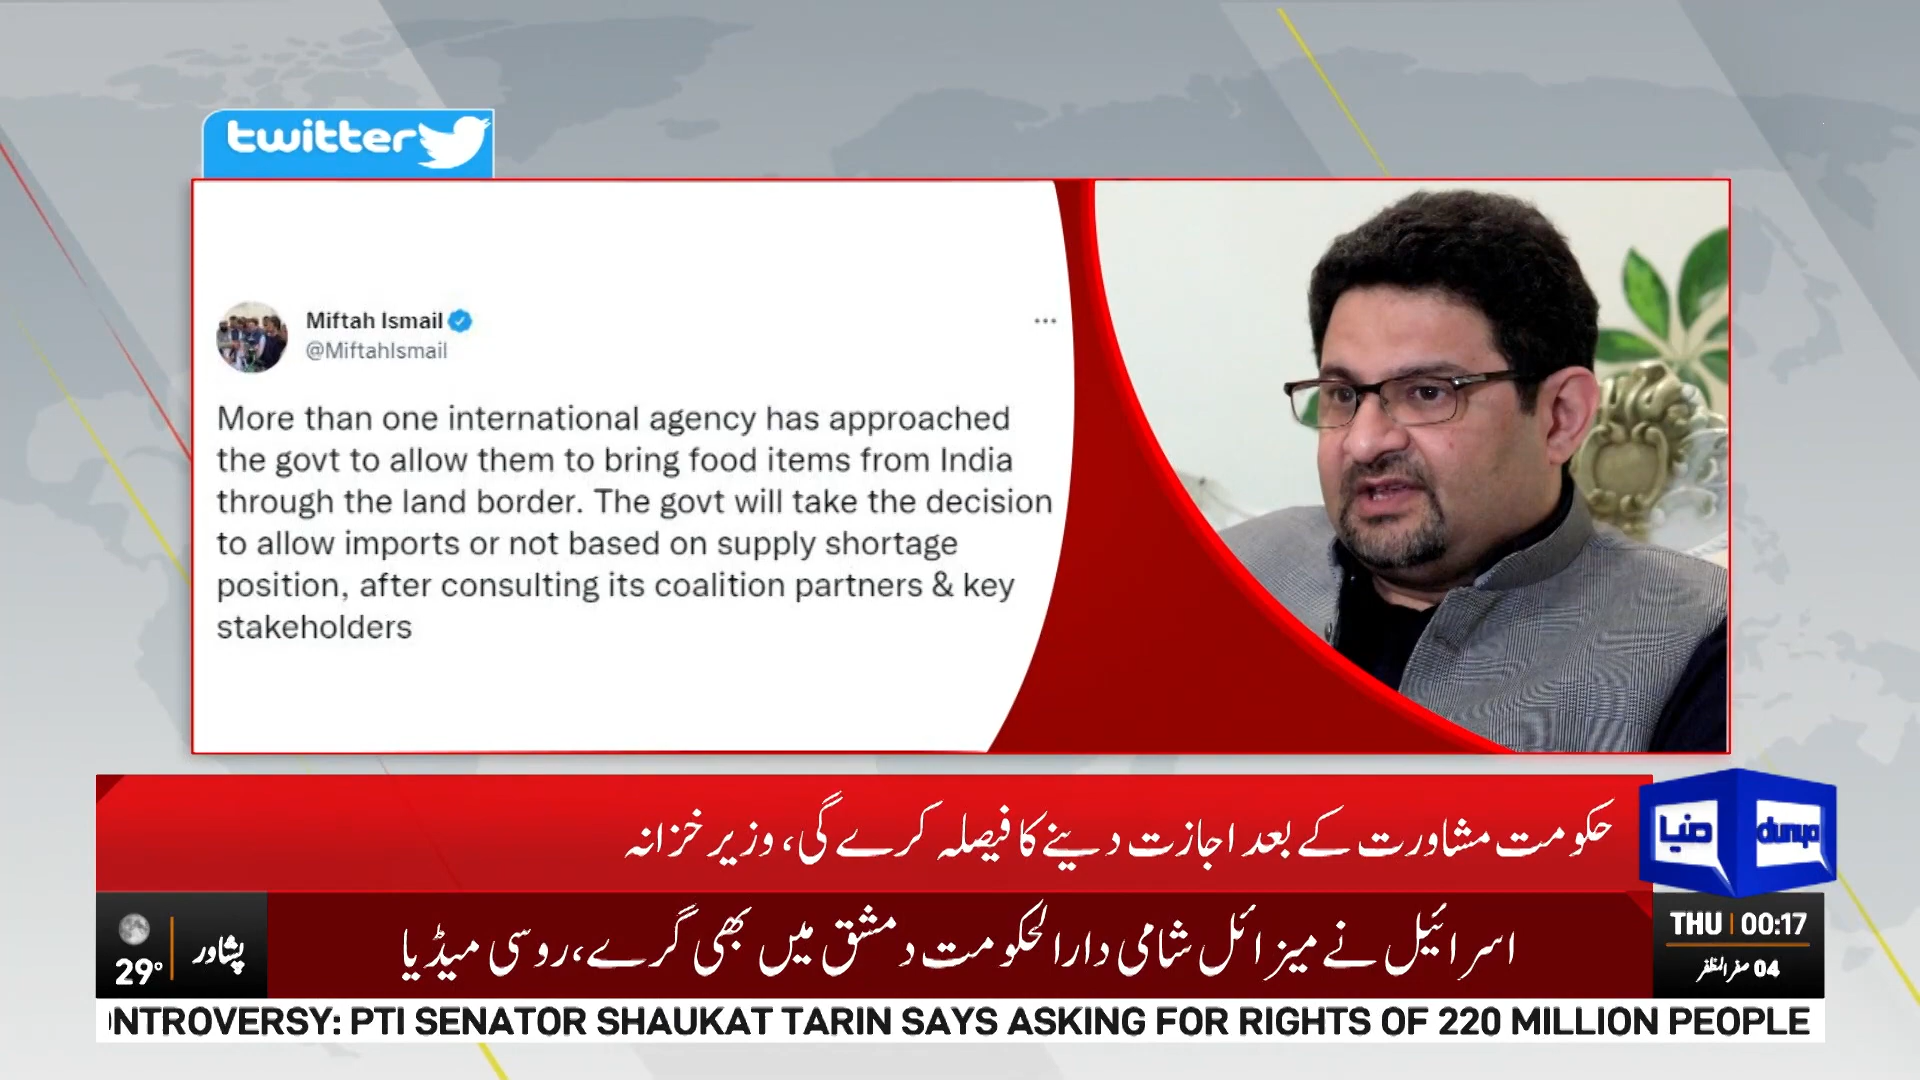 twitter
Miftah Ismail
@MiftahIsmail
More than one international agency has approached
the govt to allow them to bring food items from India
through the land border. The govt will take the decision
to allow imports or not based on supply shortage
position, after consulting its coalition partners & key
stakeholders
حکومت مشاورت کے بعد اجازت دینے کا فیصلہ کرے گی، وزیر خزانہ
دنیا dunya
اسرائیل نے میزائل شامی دارالحکومت دمشق میں بھی گرے، روسی میڈیا
پشاور
29°
THU | 00:17
04 صفر المظفر
ONTROVERSY: PTI SENATOR SHAUKAT TARIN SAYS ASKING FOR RIGHTS OF 220 MILLION PEOPLE